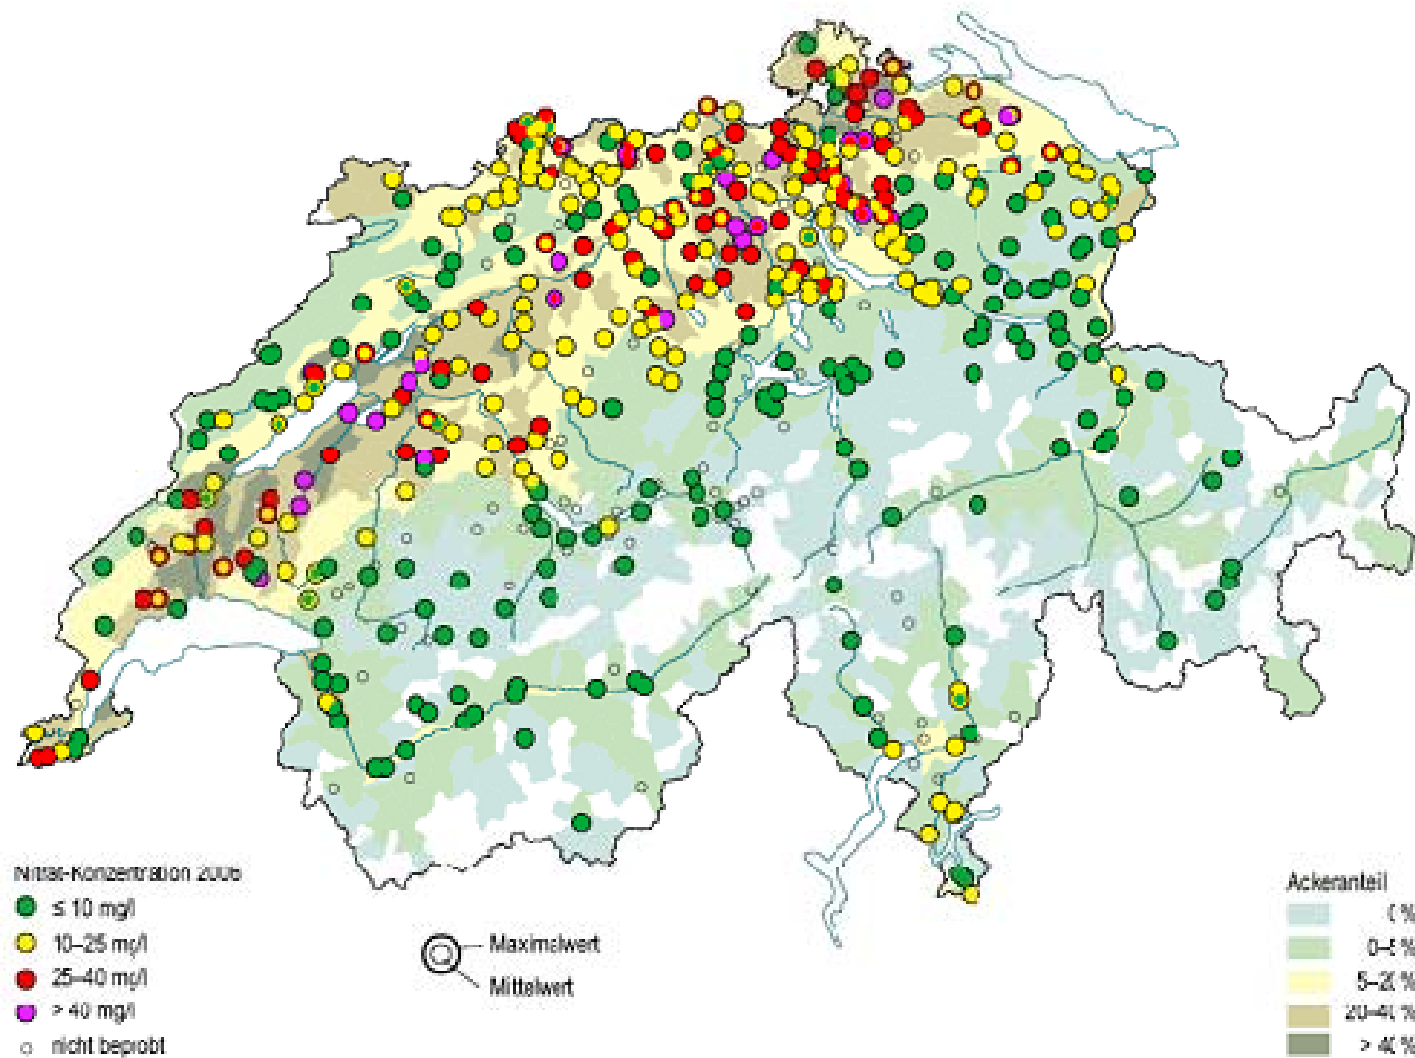 Nitrat-Konzentration 2006
≤ 10 mg/l
10–25 mg/l
25–40 mg/l
> 40 mg/l
nicht beprobt
Maximalwert
Mittelwert
Ackeranteil
0 %
0–5 %
5–20 %
20–40 %
> 40 %